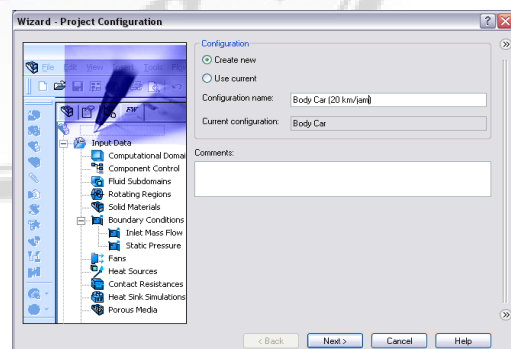 Wizard - Project Configuration
File Edit View Tools
Input Data
Computational Domai
Component Control
Fluid Subdomains
Rotating Regions
Solid Materials
Boundary Conditions
Inlet Mass Flow
Static Pressure
Fans
Heat Sources
Contact Resistances
Heat Sink Simulations
Porous Media
Configuration
Create new
Use current
Configuration name: Body Car (20 km/jam)
Current configuration: Body Car
Comments:
< Back Next > Cancel Help